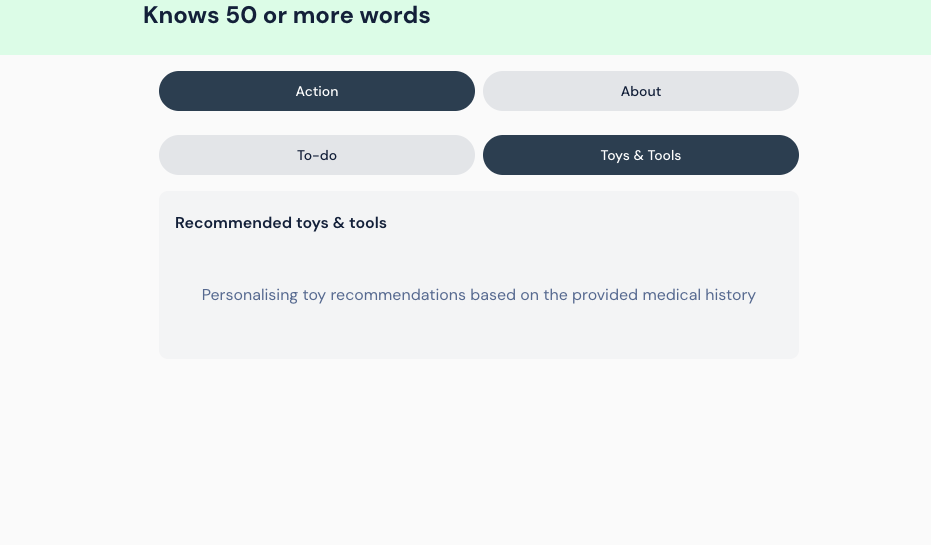 Knows 50 or more words
Action
About
To-do
Toys & Tools
Recommended toys & tools
Personalising toy recommendations based on the provided medical history